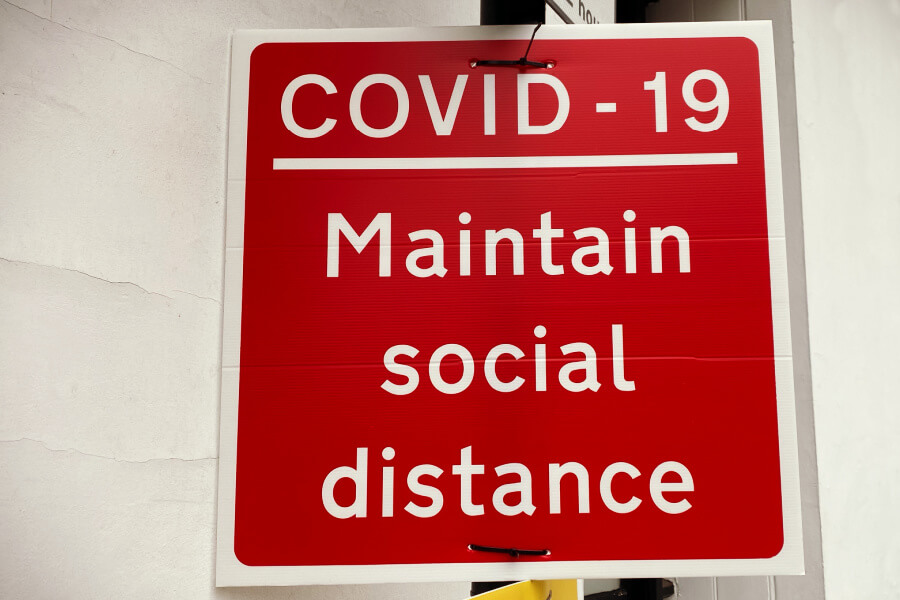 COVID - 19
Maintain
social
distance